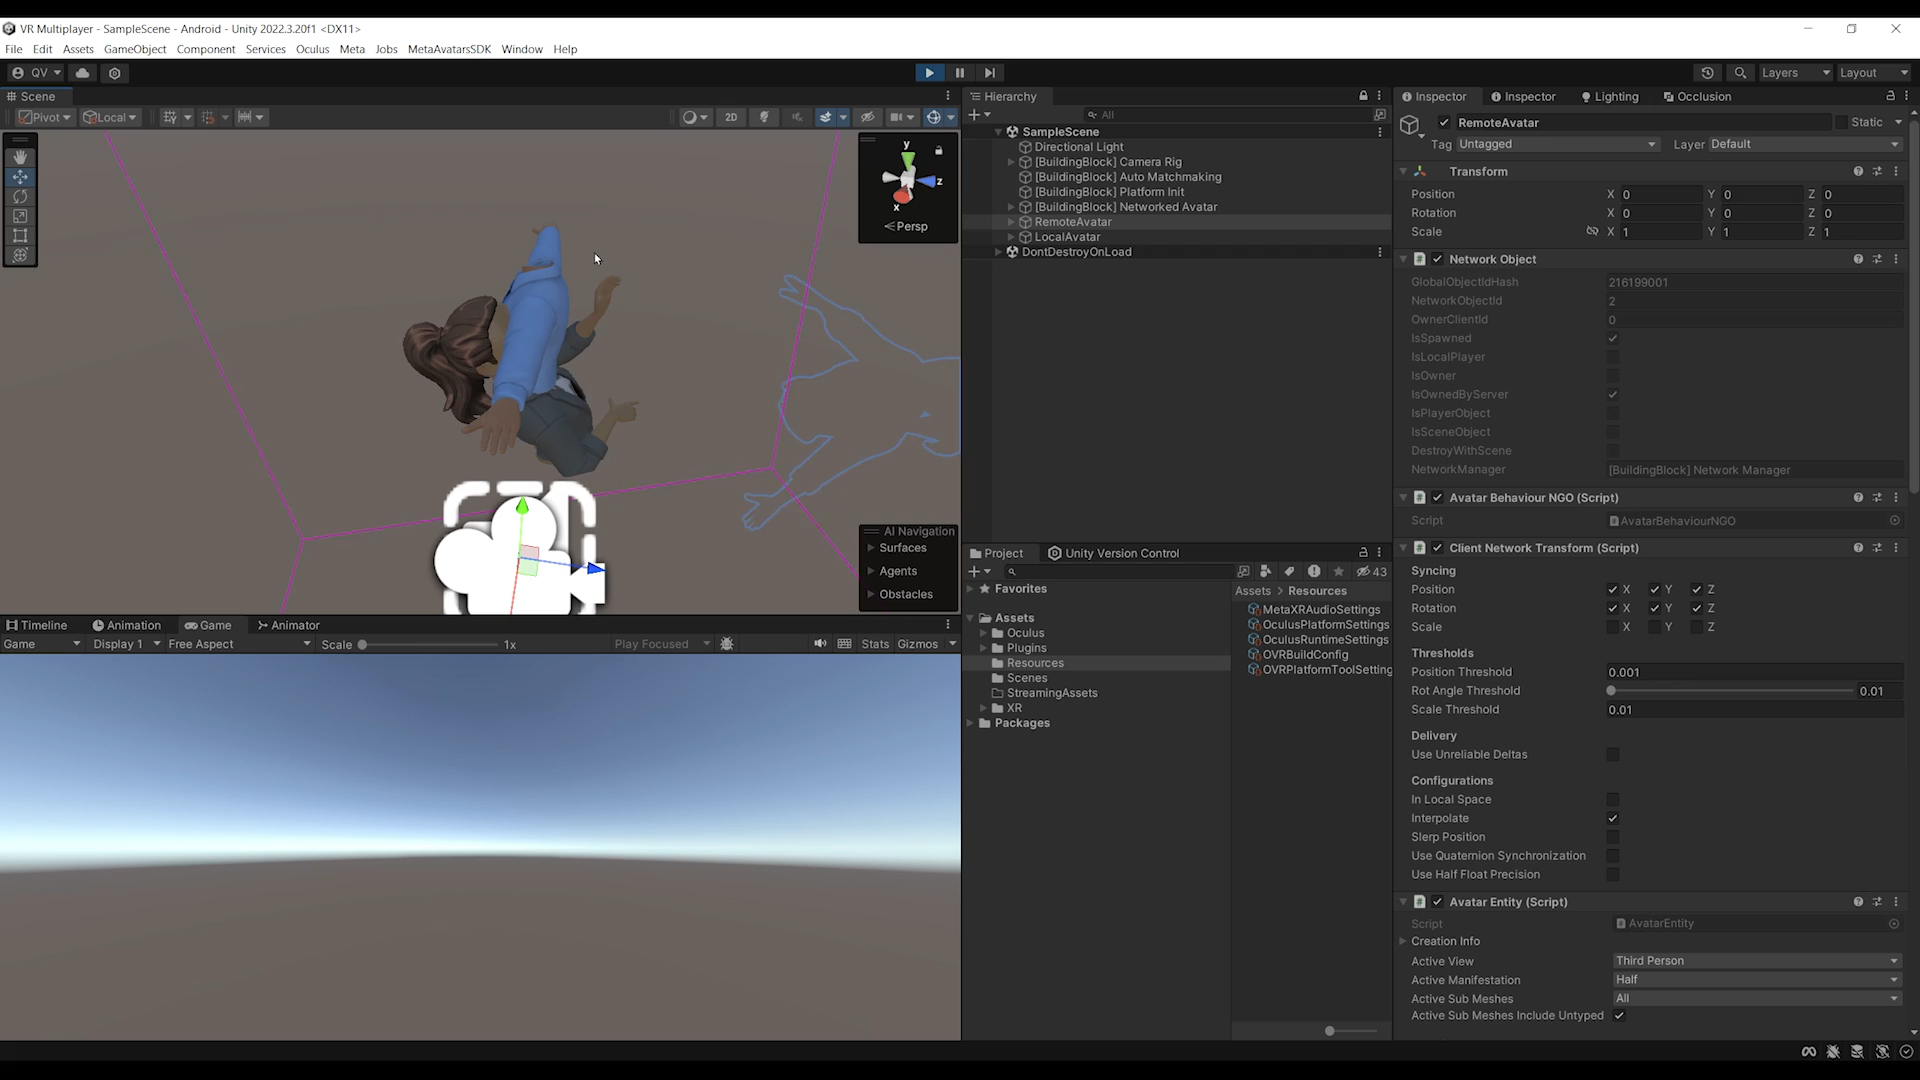 VR Multiplayer - SampleScene - Android - Unity 2022.3.20f1 <DX11>
File Edit Assets GameObject Component Services Oculus Meta Jobs MetaAvatarsSDK Window Help
QV Layers Layout
Scene
Pivot Local 2D
y
z
x
Persp
AI Navigation
Surfaces
Agents
Obstacles
Timeline Animation Game Animator
Game Display 1 Free Aspect Scale 1x Play Focused Stats Gizmos
Hierarchy
All
SampleScene
Directional Light
[BuildingBlock] Camera Rig
[BuildingBlock] Auto Matchmaking
[BuildingBlock] Platform Init
[BuildingBlock] Networked Avatar
RemoteAvatar
LocalAvatar
DontDestroyOnLoad
Project Unity Version Control
43
Favorites
Assets
Oculus
Plugins
Resources
Scenes
StreamingAssets
XR
Packages
Assets > Resources
MetaXRAudioSettings
OculusPlatformSettings
OculusRuntimeSettings
OVRBuildConfig
OVRPlatformToolSetting
Inspector Inspector Lighting Occlusion
RemoteAvatar Static
Tag Untagged Layer Default
Transform
Position X 0 Y 0 Z 0
Rotation X 0 Y 0 Z 0
Scale X 1 Y 1 Z 1
Network Object
GlobalObjectIdHash 216199001
NetworkObjectId 2
OwnerClientId 0
IsSpawned
IsLocalPlayer
IsOwner
IsOwnedByServer
IsPlayerObject
IsSceneObject
DestroyWithScene
NetworkManager [BuildingBlock] Network Manager
Avatar Behaviour NGO (Script)
Script AvatarBehaviourNGO
Client Network Transform (Script)
Syncing
Position X Y Z
Rotation X Y Z
Scale X Y Z
Thresholds
Position Threshold 0.001
Rot Angle Threshold 0.01
Scale Threshold 0.01
Delivery
Use Unreliable Deltas
Configurations
In Local Space
Interpolate
Slerp Position
Use Quaternion Synchronization
Use Half Float Precision
Avatar Entity (Script)
Script AvatarEntity
Creation Info
Active View Third Person
Active Manifestation Half
Active Sub Meshes All
Active Sub Meshes Include Untyped